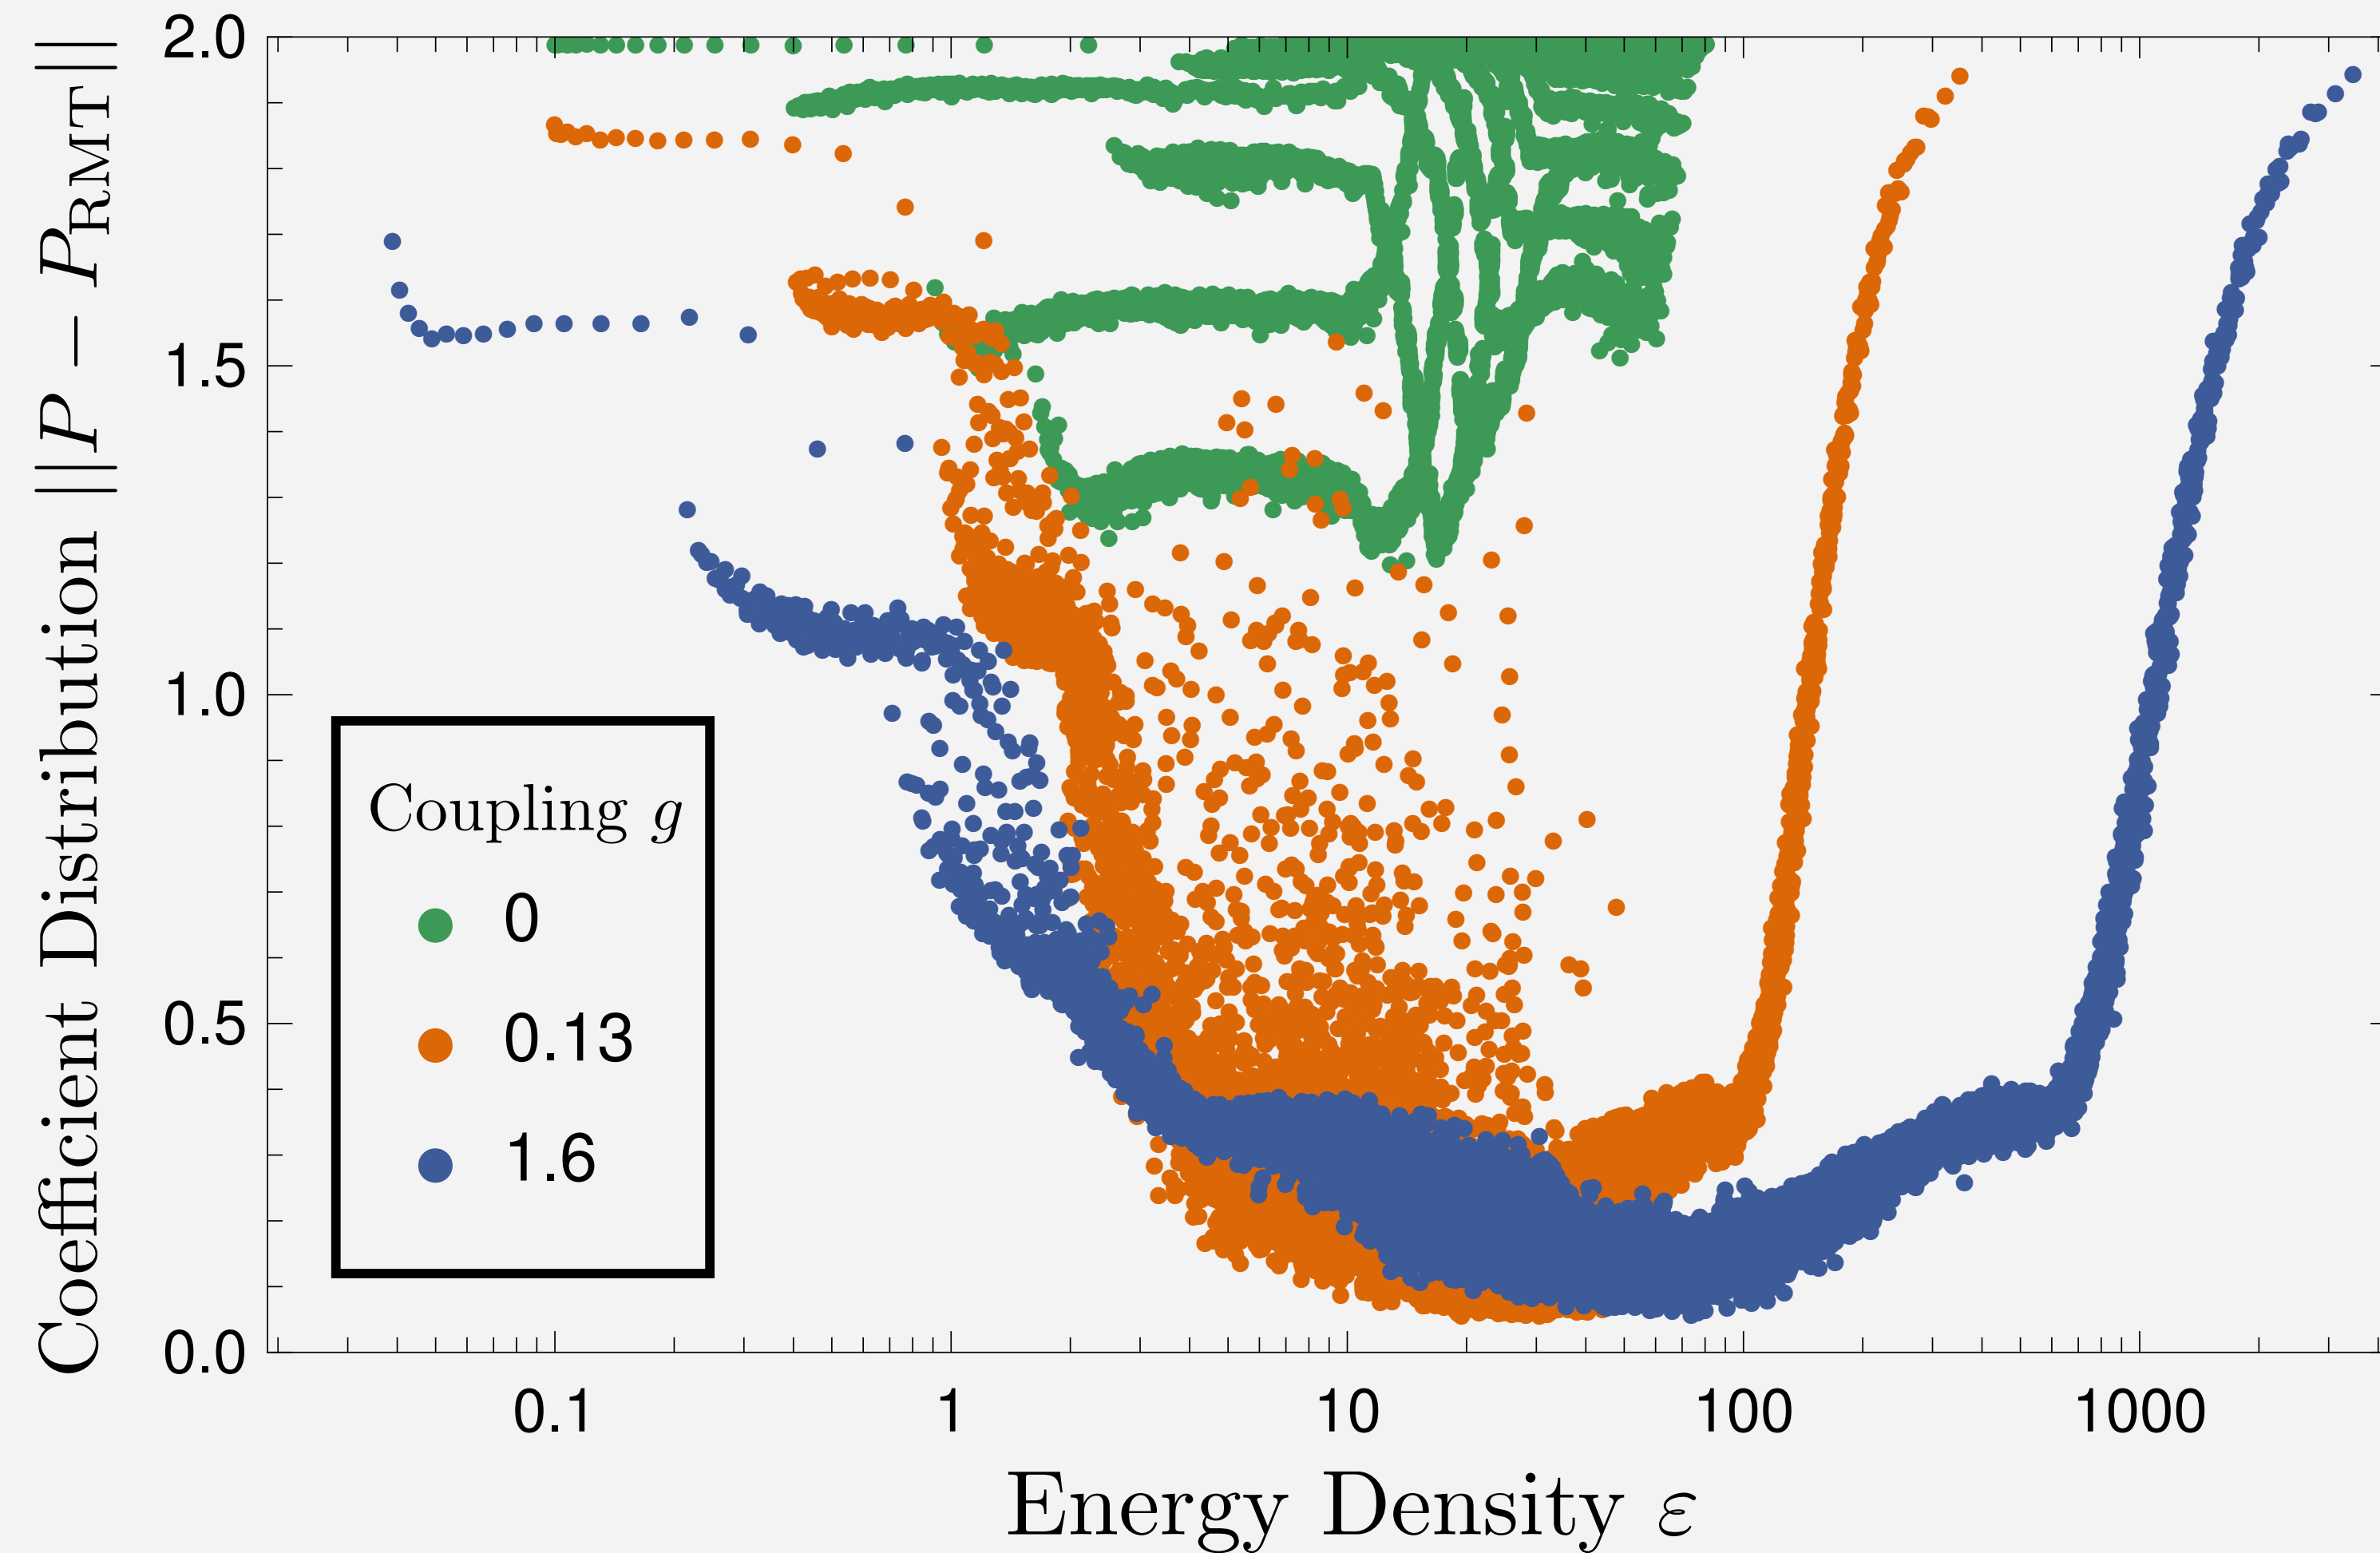 Coefficient Distribution ||P − P_RMT||
2.0
1.5
1.0
0.5
0.0
Coupling g
0
0.13
1.6
0.1 1 10 100 1000
Energy Density ε